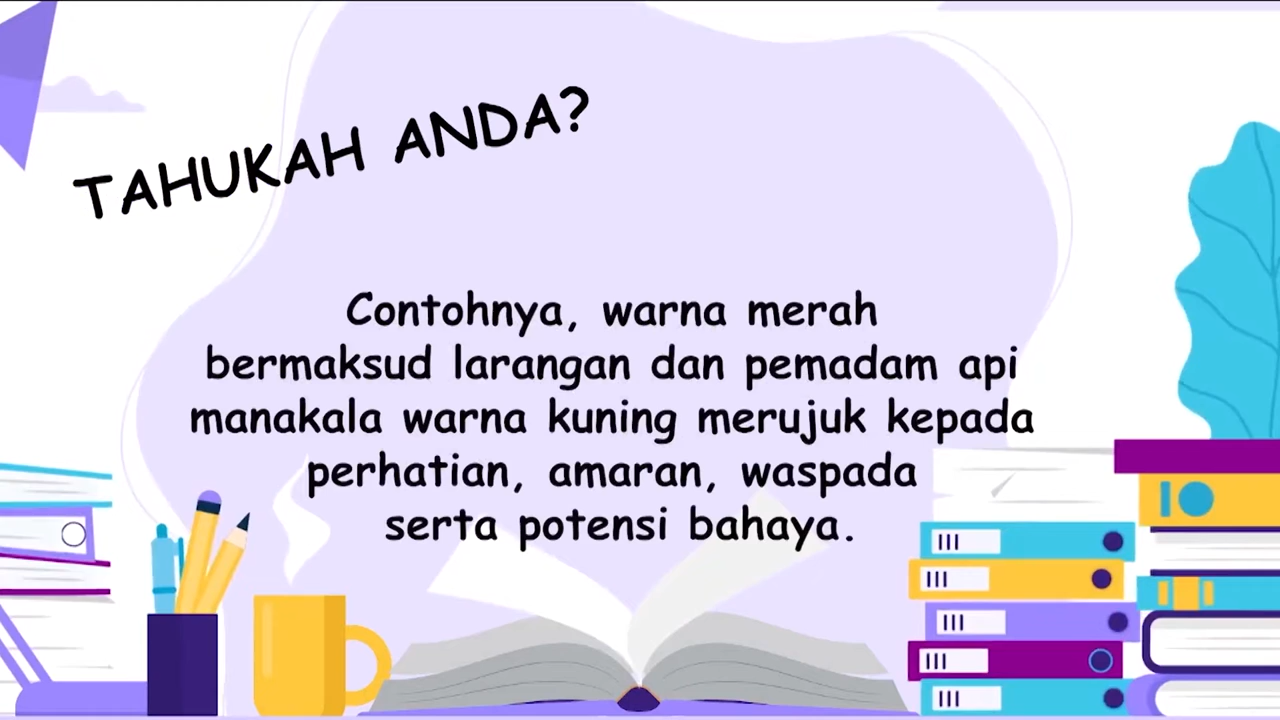 TAHUKAH ANDA?
Contohnya, warna merah
bermaksud larangan dan pemadam api
manakala warna kuning merujuk kepada
perhatian, amaran, waspada
serta potensi bahaya.